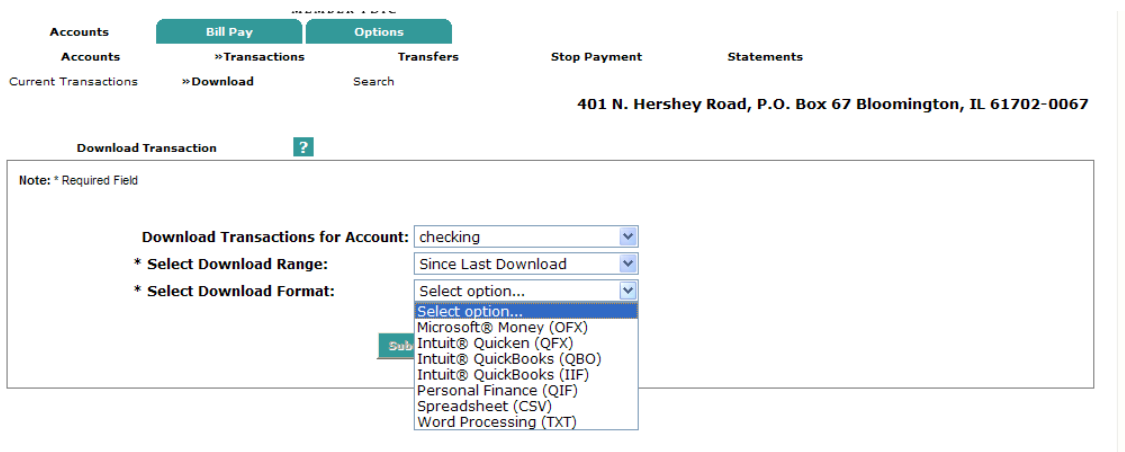 Accounts Bill Pay Options
Accounts »Transactions Transfers Stop Payment Statements
Current Transactions »Download Search
401 N. Hershey Road, P.O. Box 67 Bloomington, IL 61702-0067
Download Transaction ?
Note: * Required Field
Download Transactions for Account: checking
* Select Download Range: Since Last Download
* Select Download Format: Select option...
Select option...
Microsoft® Money (OFX)
Intuit® Quicken (QFX)
Intuit® QuickBooks (QBO)
Intuit® QuickBooks (IIF)
Personal Finance (QIF)
Spreadsheet (CSV)
Word Processing (TXT)